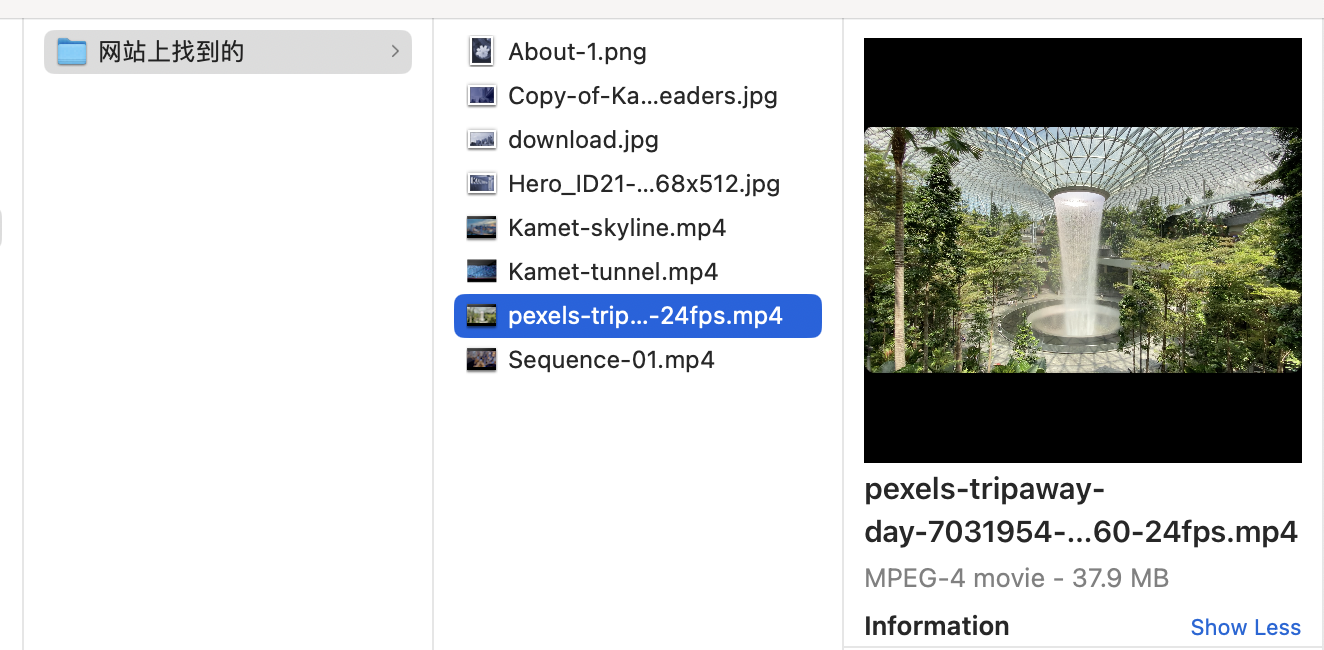 网站上找到的
About-1.png
Copy-of-Ka...eaders.jpg
download.jpg
Hero_ID21-...68x512.jpg
Kamet-skyline.mp4
Kamet-tunnel.mp4
pexels-trip...-24fps.mp4
Sequence-01.mp4
pexels-tripaway-
day-7031954-...60-24fps.mp4
MPEG-4 movie - 37.9 MB
Information
Show Less